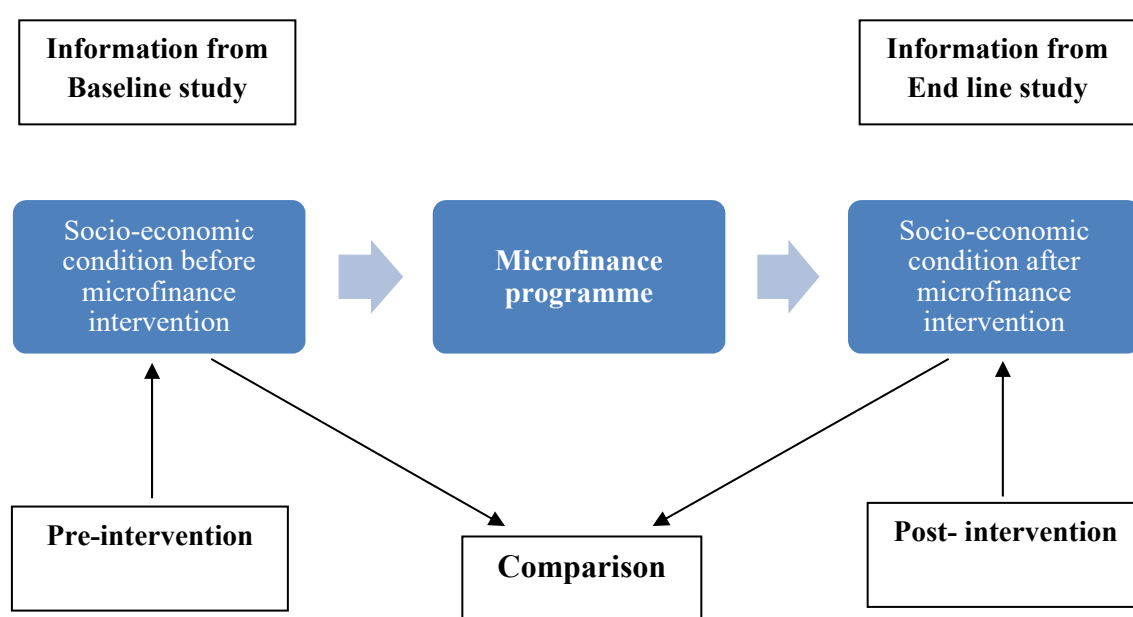 Information from
Baseline study
Information from
End line study
Socio-economic
condition before
microfinance
intervention
Microfinance
programme
Socio-economic
condition after
microfinance
intervention
Pre-intervention
Comparison
Post- intervention